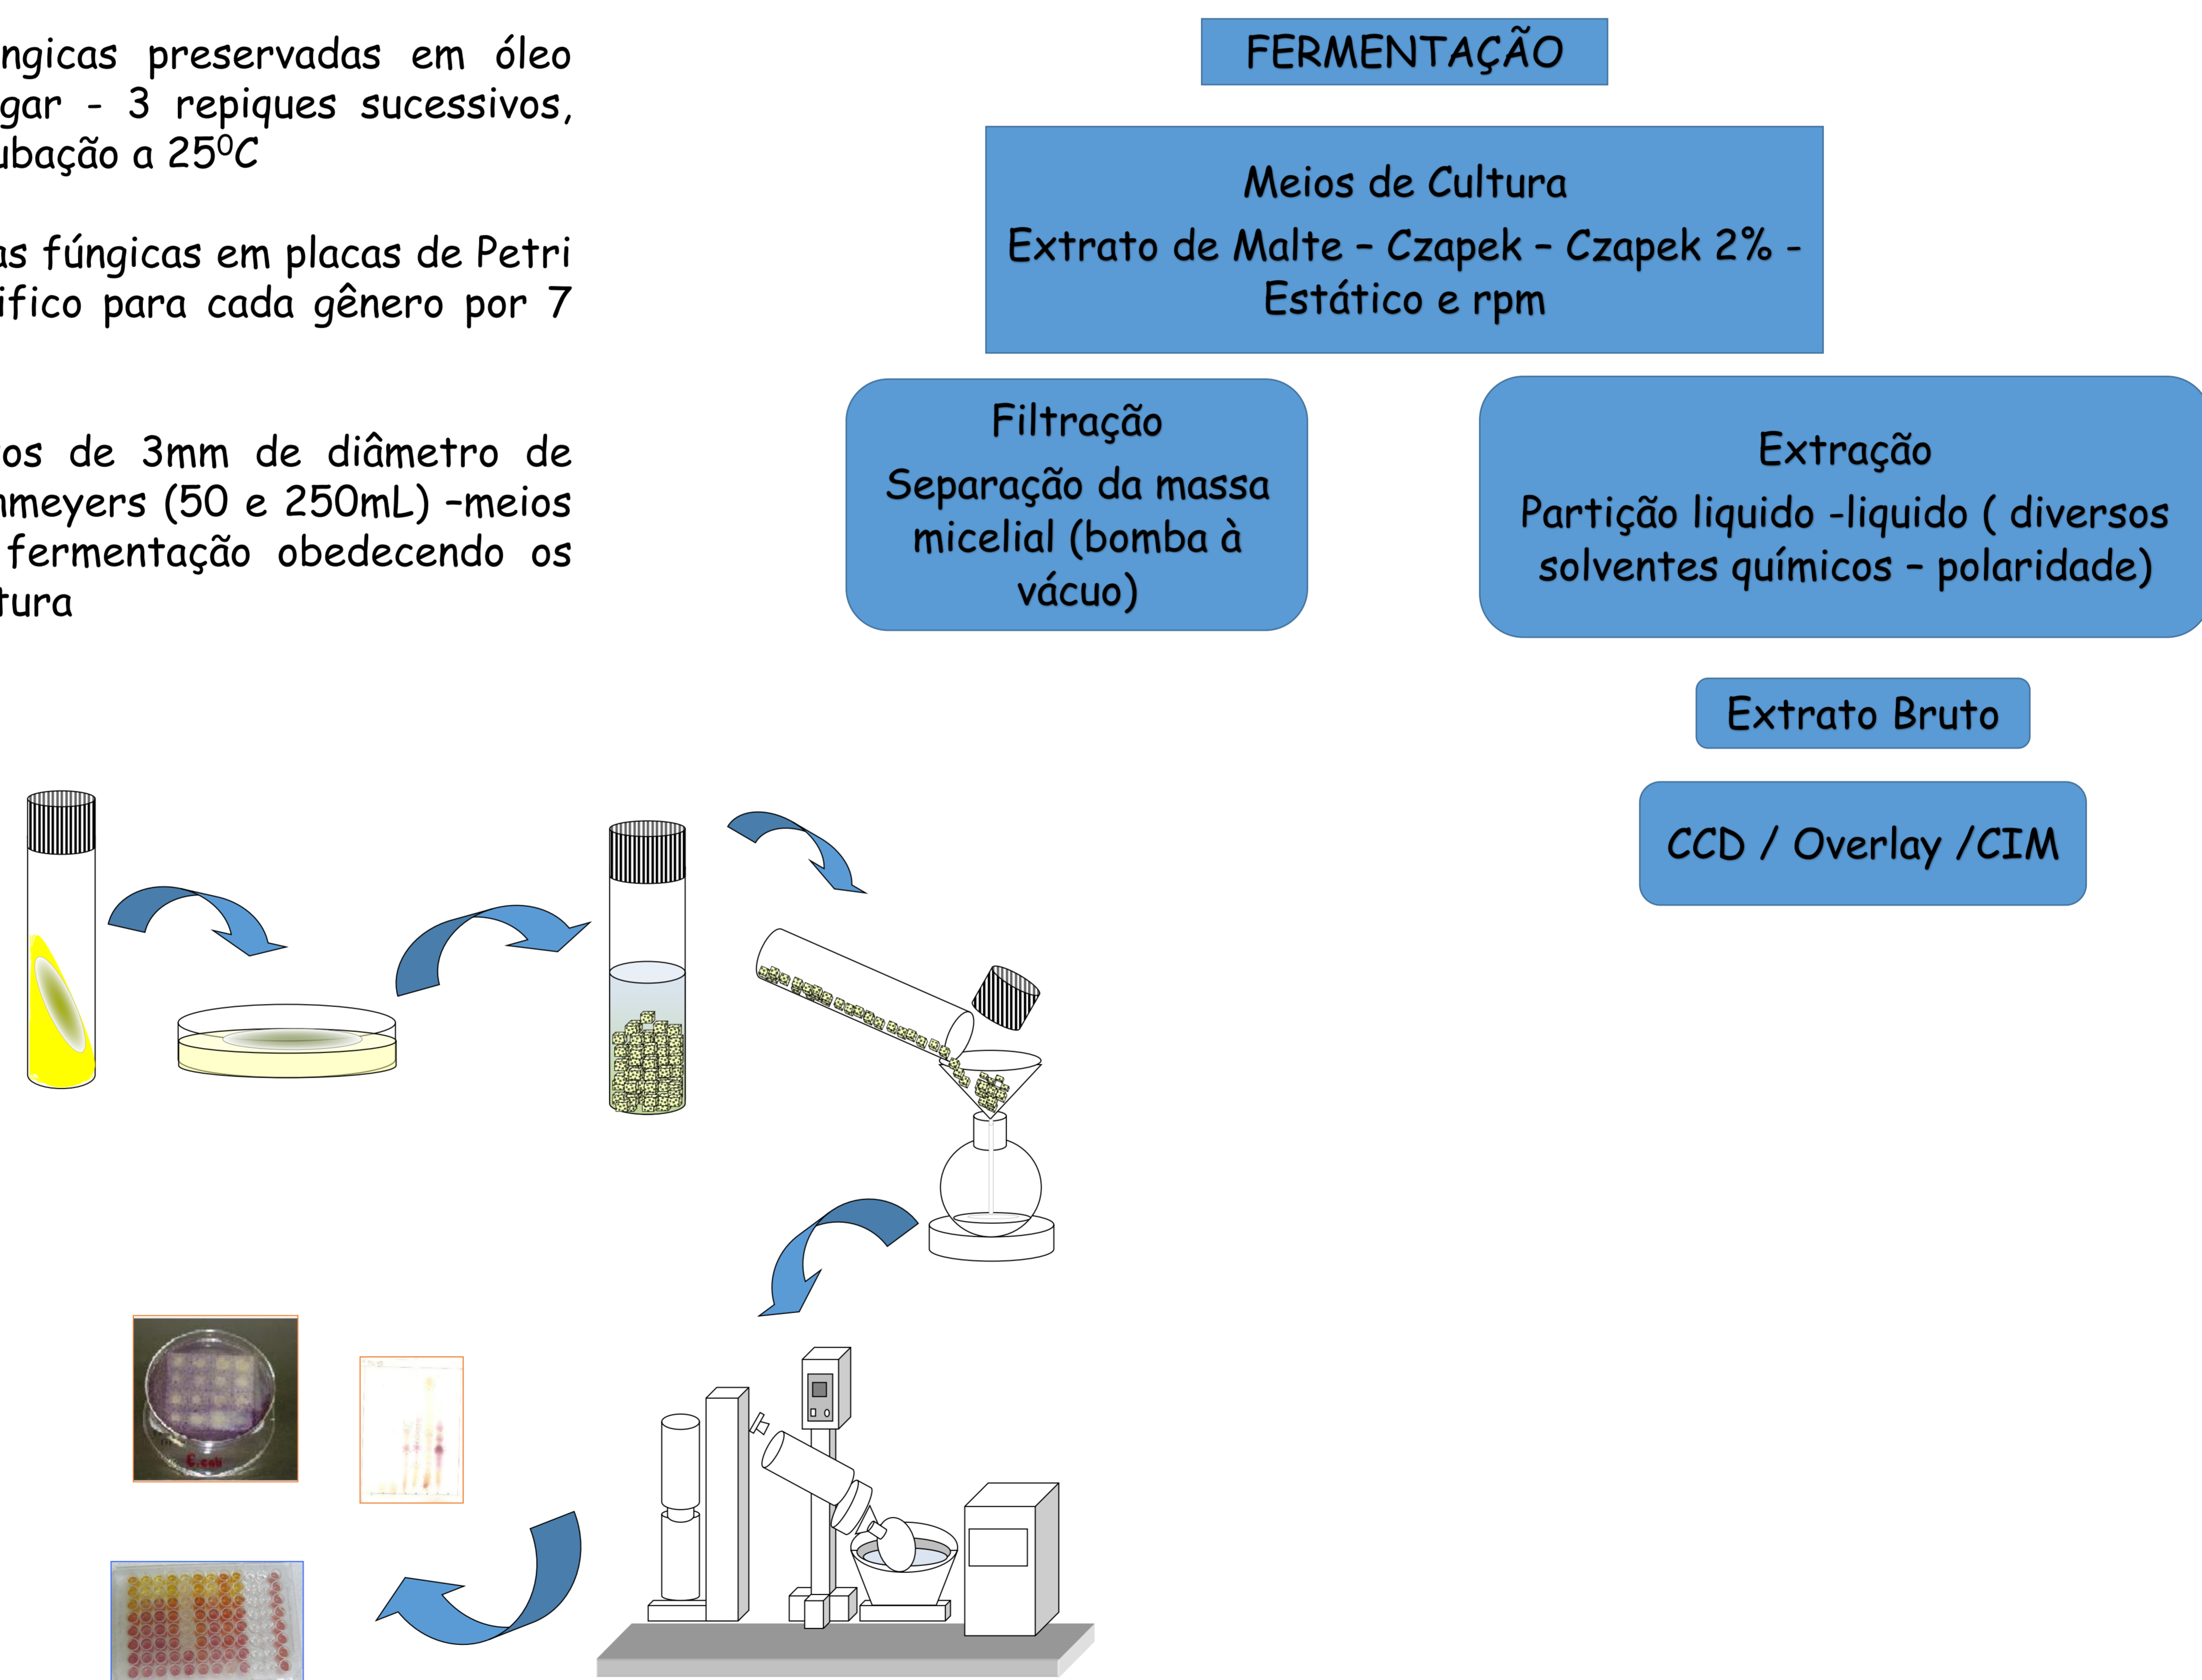 ngicas preservadas em óleo
gar - 3 repiques sucessivos,
ubação a 25⁰C
as fúngicas em placas de Petri
ifico para cada gênero por 7
os de 3mm de diâmetro de
nmeyers (50 e 250mL) –meios
fermentação obedecendo os
tura
FERMENTAÇÃO
Meios de Cultura
Extrato de Malte – Czapek – Czapek 2% -
Estático e rpm
Filtração
Separação da massa
micelial (bomba à
vácuo)
Extração
Partição liquido -liquido ( diversos
solventes químicos – polaridade)
Extrato Bruto
CCD / Overlay /CIM
E.coli